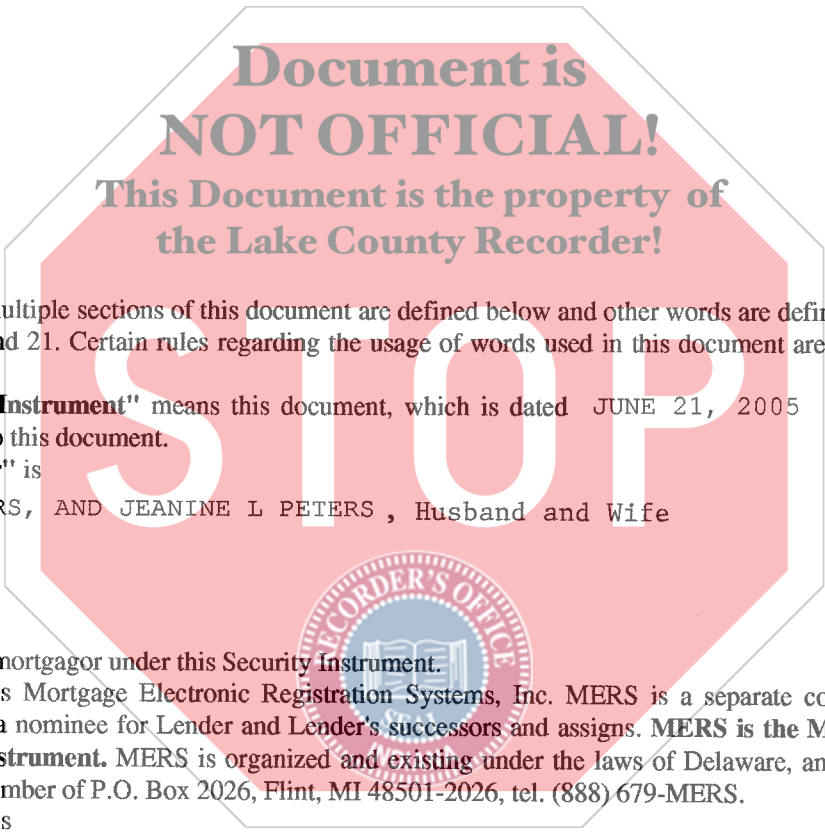 Document is
NOT OFFICIAL!
This Document is the property of
the Lake County Recorder!
ultiple sections of this document are defined below and other words are defin
d 21. Certain rules regarding the usage of words used in this document are
Instrument" means this document, which is dated JUNE 21, 2005
this document.
" is
RS, AND JEANINE L PETERS , Husband and Wife
STOP
RECORDER'S OFFICE
SEAL
INDIANA
mortgagor under this Security Instrument.
s Mortgage Electronic Registration Systems, Inc. MERS is a separate co
a nominee for Lender and Lender's successors and assigns. MERS is the M
strument. MERS is organized and existing under the laws of Delaware, an
mber of P.O. Box 2026, Flint, MI 48501-2026, tel. (888) 679-MERS.
s